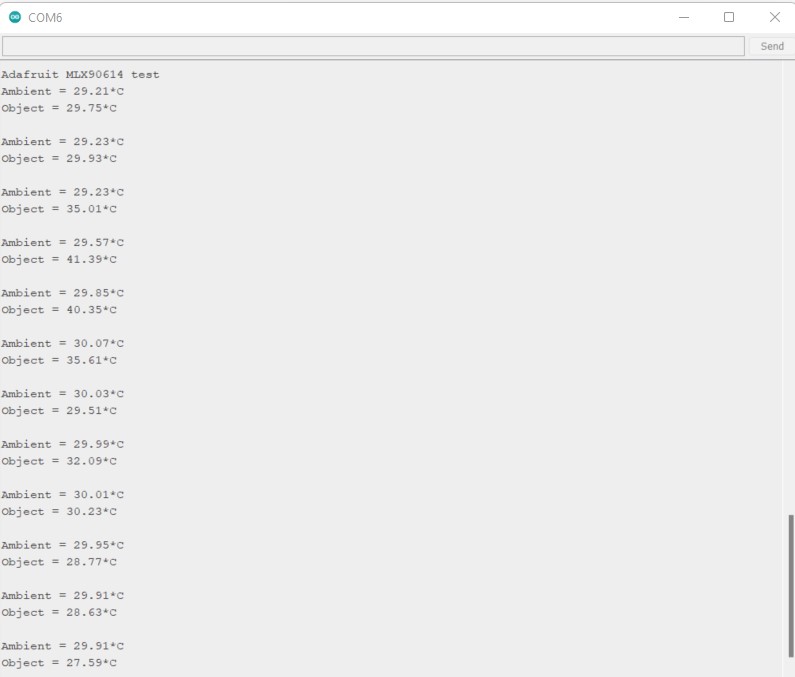 COM6
Send
Adafruit MLX90614 test
Ambient = 29.21*C
Object = 29.75*C
Ambient = 29.23*C
Object = 29.93*C
Ambient = 29.23*C
Object = 35.01*C
Ambient = 29.57*C
Object = 41.39*C
Ambient = 29.85*C
Object = 40.35*C
Ambient = 30.07*C
Object = 35.61*C
Ambient = 30.03*C
Object = 29.51*C
Ambient = 29.99*C
Object = 32.09*C
Ambient = 30.01*C
Object = 30.23*C
Ambient = 29.95*C
Object = 28.77*C
Ambient = 29.91*C
Object = 28.63*C
Ambient = 29.91*C
Object = 27.59*C